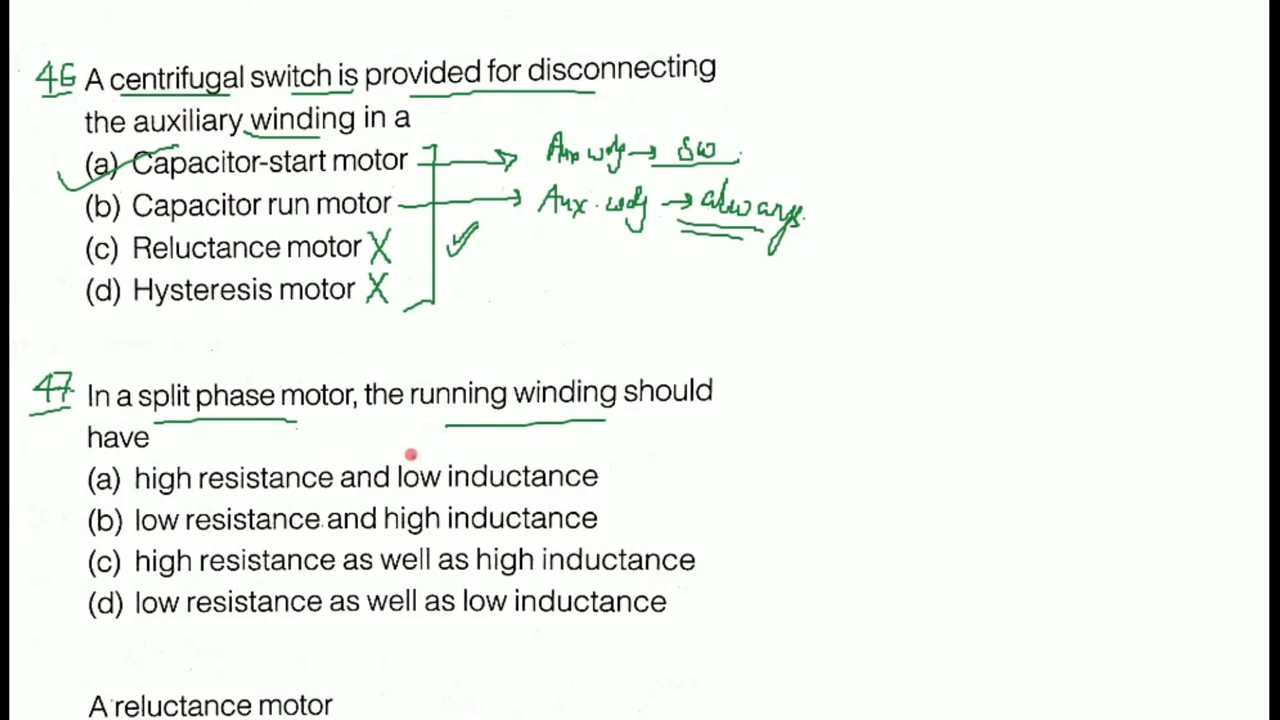 46 A centrifugal switch is provided for disconnecting
the auxiliary winding in a
(a) Capacitor-start motor → Aux wdg → SW
(b) Capacitor run motor → Aux. wdg → always.
(c) Reluctance motor X
(d) Hysteresis motor X
47 In a split phase motor, the running winding should
have
(a) high resistance and low inductance
(b) low resistance and high inductance
(c) high resistance as well as high inductance
(d) low resistance as well as low inductance
A reluctance motor